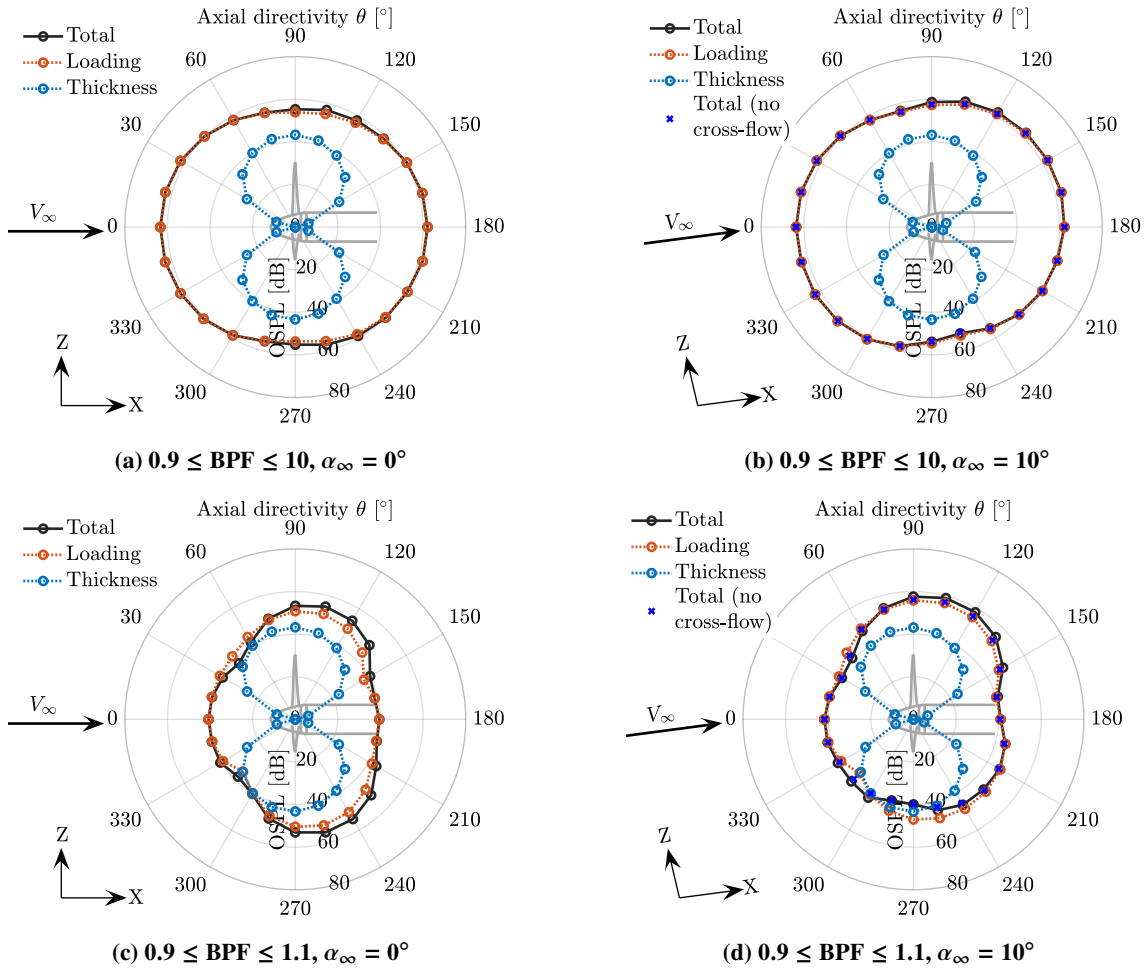 Axial directivity θ [°]
Total
Loading
Thickness
90
60
120
30
150
V∞
0
180
0
20
40
60
80
OSPL [dB]
330
210
300
240
270
Z
X
(a) 0.9 ≤ BPF ≤ 10, α∞ = 0°
Axial directivity θ [°]
Total
Loading
Thickness
Total (no
cross-flow)
90
60
120
30
150
V∞
0
180
0
20
40
60
80
OSPL [dB]
330
210
300
240
270
Z
X
(b) 0.9 ≤ BPF ≤ 10, α∞ = 10°
Axial directivity θ [°]
Total
Loading
Thickness
90
60
120
30
150
V∞
0
180
0
20
40
60
80
OSPL [dB]
330
210
300
240
270
Z
X
(c) 0.9 ≤ BPF ≤ 1.1, α∞ = 0°
Axial directivity θ [°]
Total
Loading
Thickness
Total (no
cross-flow)
90
60
120
30
150
V∞
0
180
0
20
40
60
80
OSPL [dB]
330
210
300
240
270
Z
X
(d) 0.9 ≤ BPF ≤ 1.1, α∞ = 10°